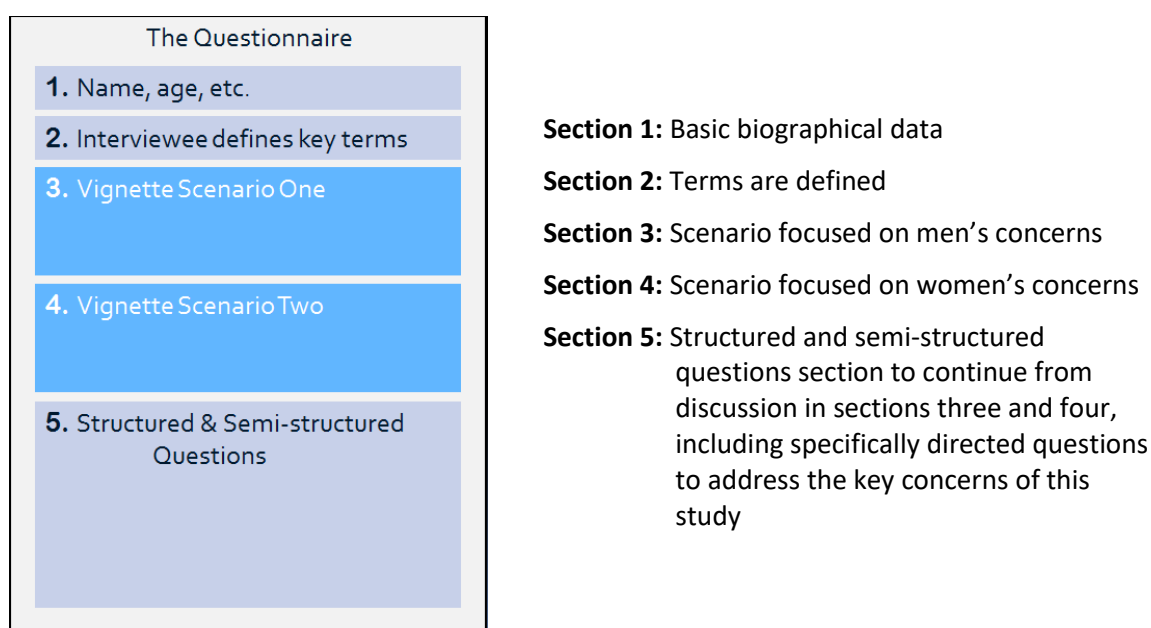 The Questionnaire
1. Name, age, etc.
2. Interviewee defines key terms
3. Vignette Scenario One
4. Vignette Scenario Two
5. Structured & Semi-structured
Questions
Section 1: Basic biographical data
Section 2: Terms are defined
Section 3: Scenario focused on men’s concerns
Section 4: Scenario focused on women’s concerns
Section 5: Structured and semi-structured
questions section to continue from
discussion in sections three and four,
including specifically directed questions
to address the key concerns of this
study